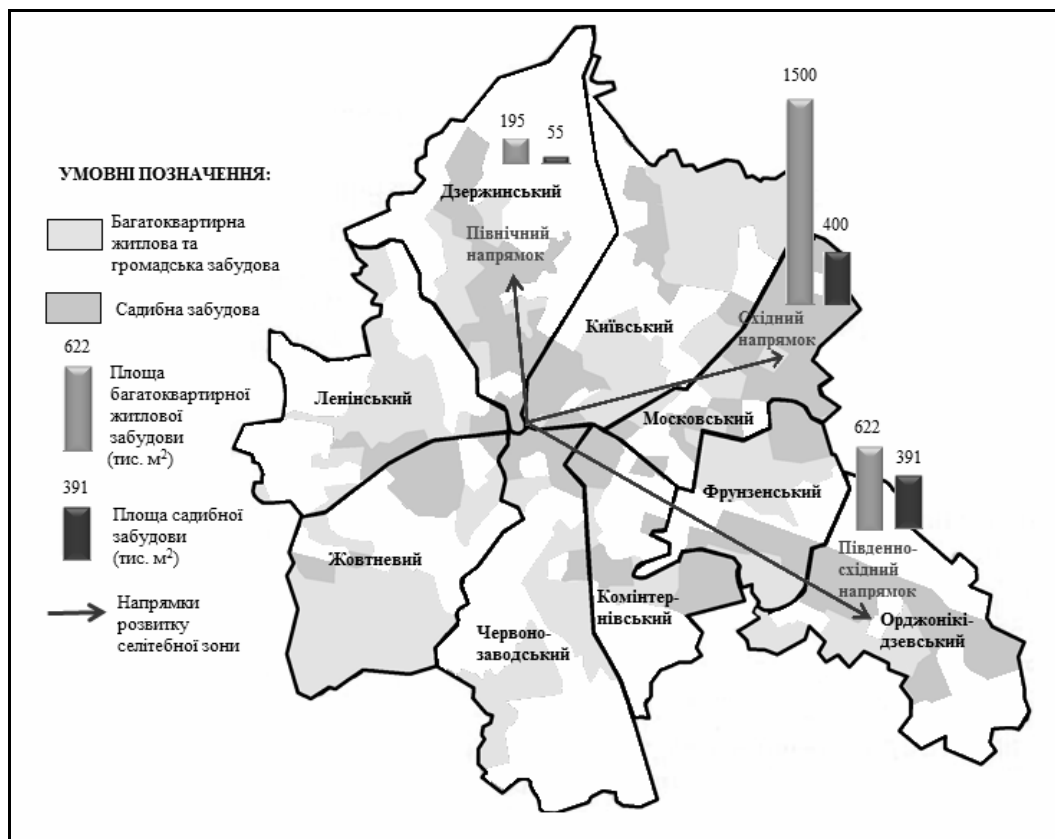 УМОВНІ ПОЗНАЧЕННЯ:
Багатоквартирна
житлова та
громадська забудова
Садибна забудова
622
Площа
багатоквартирної
житлової
забудови
(тис. м²)
391
Площа садибної
забудови
(тис. м²)
Напрямки
розвитку
селітебної зони
195
55
Дзержинський
Північний
напрямок
1500
400
Київський
Східний
напрямок
Ленінський
Московський
622
391
Фрунзенський
Південно-
східний
напрямок
Жовтневий
Комінтер-
нівський
Орджонікі-
дзевський
Червоно-
заводський